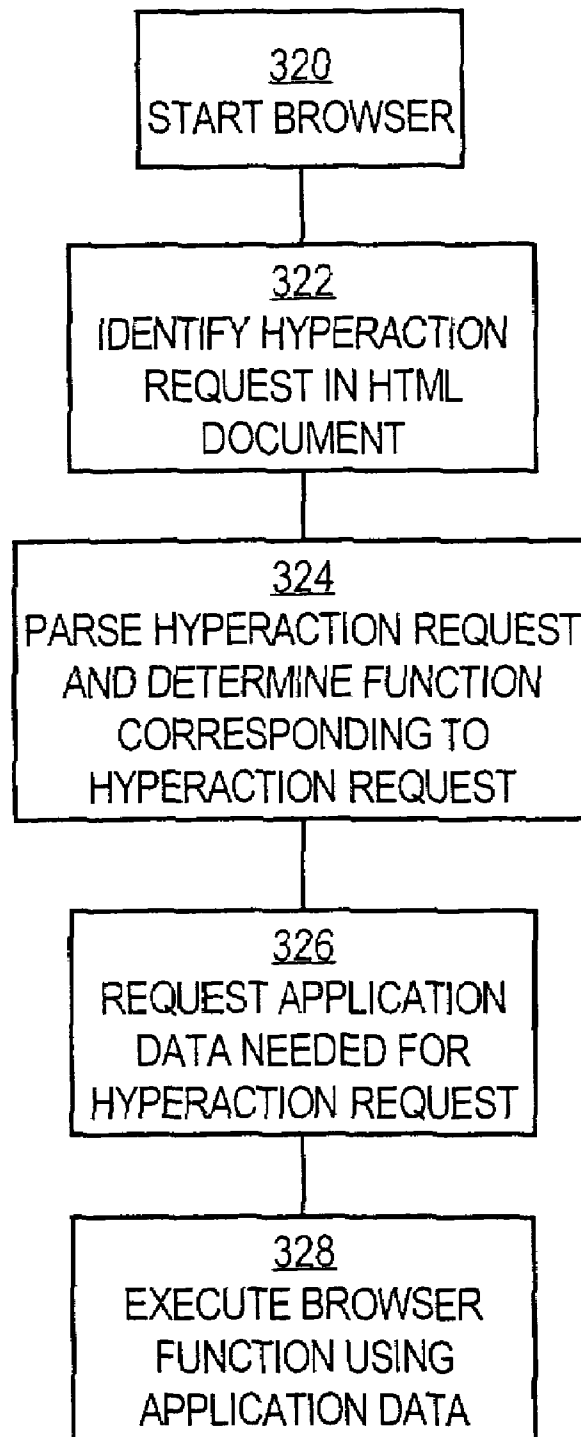 320
START BROWSER
322
IDENTIFY HYPERACTION
REQUEST IN HTML
DOCUMENT
324
PARSE HYPERACTION REQUEST
AND DETERMINE FUNCTION
CORRESPONDING TO
HYPERACTION REQUEST
326
REQUEST APPLICATION
DATA NEEDED FOR
HYPERACTION REQUEST
328
EXECUTE BROWSER
FUNCTION USING
APPLICATION DATA